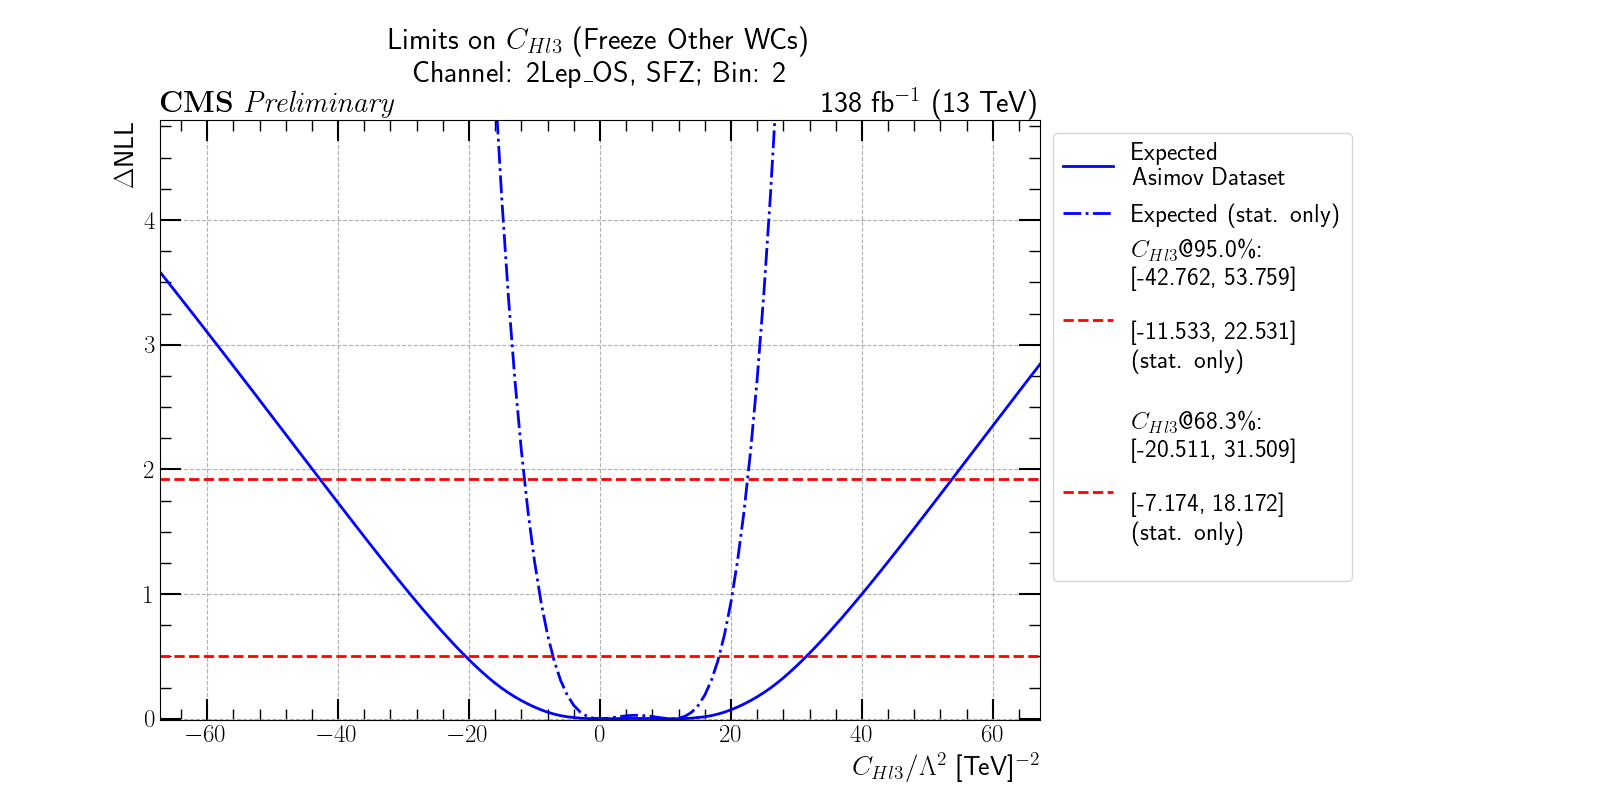 Limits on C_{Hl3} (Freeze Other WCs)
Channel: 2Lep_OS, SFZ; Bin: 2
CMS Preliminary
138 fb^{-1} (13 TeV)
ΔNLL
4
3
2
1
0
−60 −40 −20 0 20 40 60
C_{Hl3}/Λ^2 [TeV]^{-2}
Expected
Asimov Dataset
Expected (stat. only)
C_{Hl3}@95.0%:
[-42.762, 53.759]
[-11.533, 22.531]
(stat. only)
C_{Hl3}@68.3%:
[-20.511, 31.509]
[-7.174, 18.172]
(stat. only)